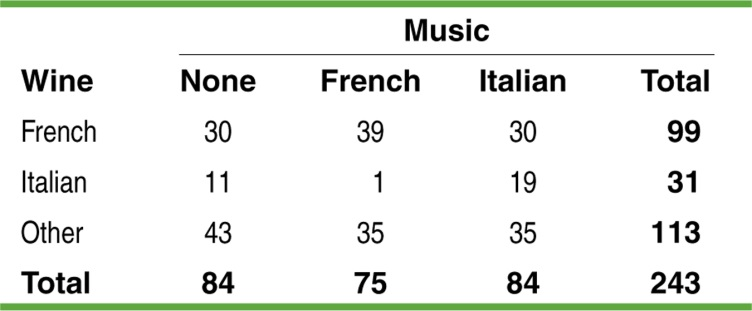 Music
Wine None French Italian Total
French 30 39 30 99
Italian 11 1 19 31
Other 43 35 35 113
Total 84 75 84 243